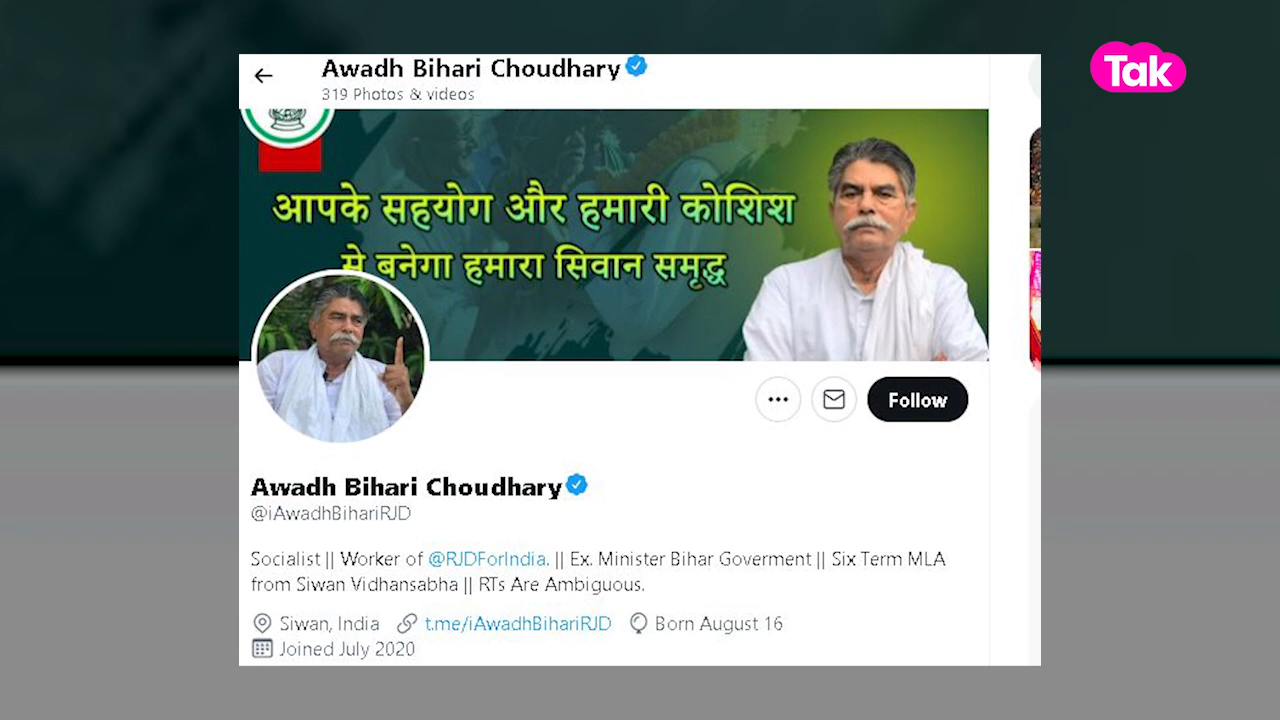 Tak
Awadh Bihari Choudhary
319 Photos & videos
आपके सहयोग और हमारी कोशिश
से बनेगा हमारा सिवान समृद्ध
Follow
Awadh Bihari Choudhary
@iAwadhBihariRJD
Socialist || Worker of @RJDForIndia. || Ex. Minister Bihar Goverment || Six Term MLA
from Siwan Vidhansabha || RTs Are Ambiguous.
Siwan, India t.me/iAwadhBihariRJD Born August 16
Joined July 2020